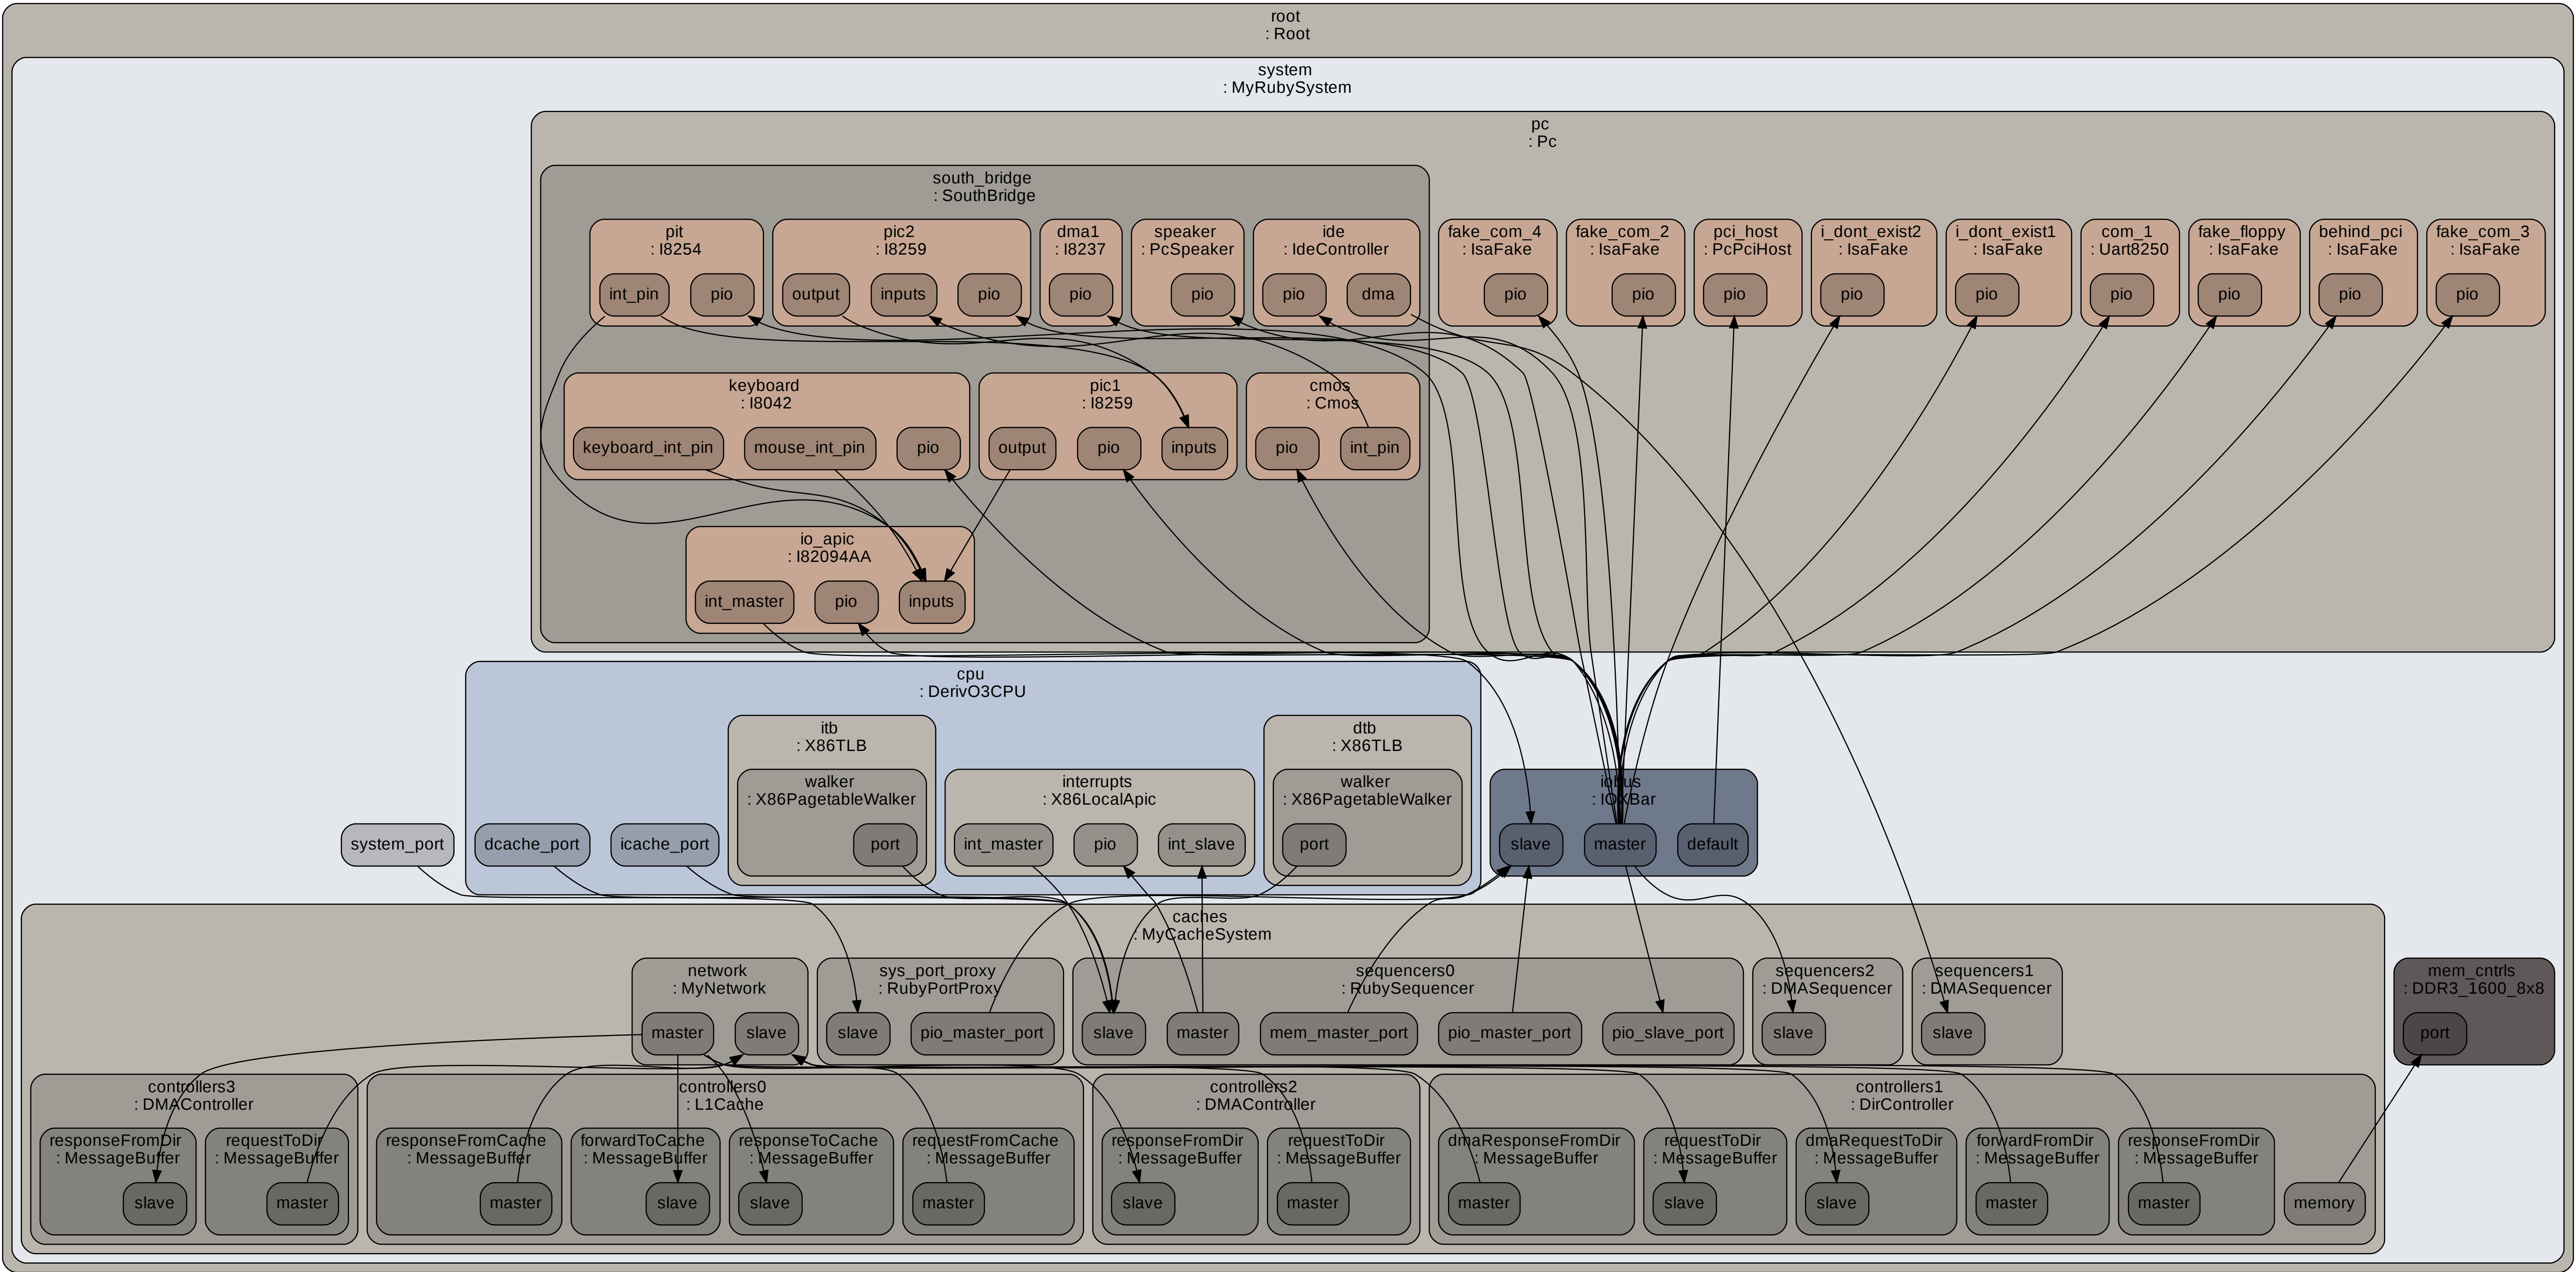 root
: Root
system
: MyRubySystem
pc
: Pc
south_bridge
: SouthBridge
pit
: I8254
int_pin
pio
pic2
: I8259
output
inputs
pio
dma1
: I8237
pio
speaker
: PcSpeaker
pio
ide
: IdeController
pio
dma
fake_com_4
: IsaFake
pio
fake_com_2
: IsaFake
pio
pci_host
: PcPciHost
pio
i_dont_exist2
: IsaFake
pio
i_dont_exist1
: IsaFake
pio
com_1
: Uart8250
pio
fake_floppy
: IsaFake
pio
behind_pci
: IsaFake
pio
fake_com_3
: IsaFake
pio
keyboard
: I8042
keyboard_int_pin
mouse_int_pin
pio
pic1
: I8259
output
pio
inputs
cmos
: Cmos
pio
int_pin
io_apic
: I82094AA
int_master
pio
inputs
cpu
: DerivO3CPU
system_port
dcache_port
icache_port
itb
: X86TLB
walker
: X86PagetableWalker
port
interrupts
: X86LocalApic
int_master
pio
int_slave
dtb
: X86TLB
walker
: X86PagetableWalker
port
iobus
: IOXBar
slave
master
default
caches
: MyCacheSystem
network
: MyNetwork
master
slave
sys_port_proxy
: RubyPortProxy
slave
pio_master_port
sequencers0
: RubySequencer
slave
master
mem_master_port
pio_master_port
pio_slave_port
sequencers2
: DMASequencer
slave
sequencers1
: DMASequencer
slave
mem_cntrls
: DDR3_1600_8x8
port
controllers3
: DMAController
responseFromDir
: MessageBuffer
slave
requestToDir
: MessageBuffer
master
controllers0
: L1Cache
responseFromCache
: MessageBuffer
master
forwardToCache
: MessageBuffer
slave
responseToCache
: MessageBuffer
slave
requestFromCache
: MessageBuffer
master
controllers2
: DMAController
responseFromDir
: MessageBuffer
slave
requestToDir
: MessageBuffer
master
controllers1
: DirController
dmaResponseFromDir
: MessageBuffer
master
requestToDir
: MessageBuffer
slave
dmaRequestToDir
: MessageBuffer
slave
forwardFromDir
: MessageBuffer
master
responseFromDir
: MessageBuffer
master
memory